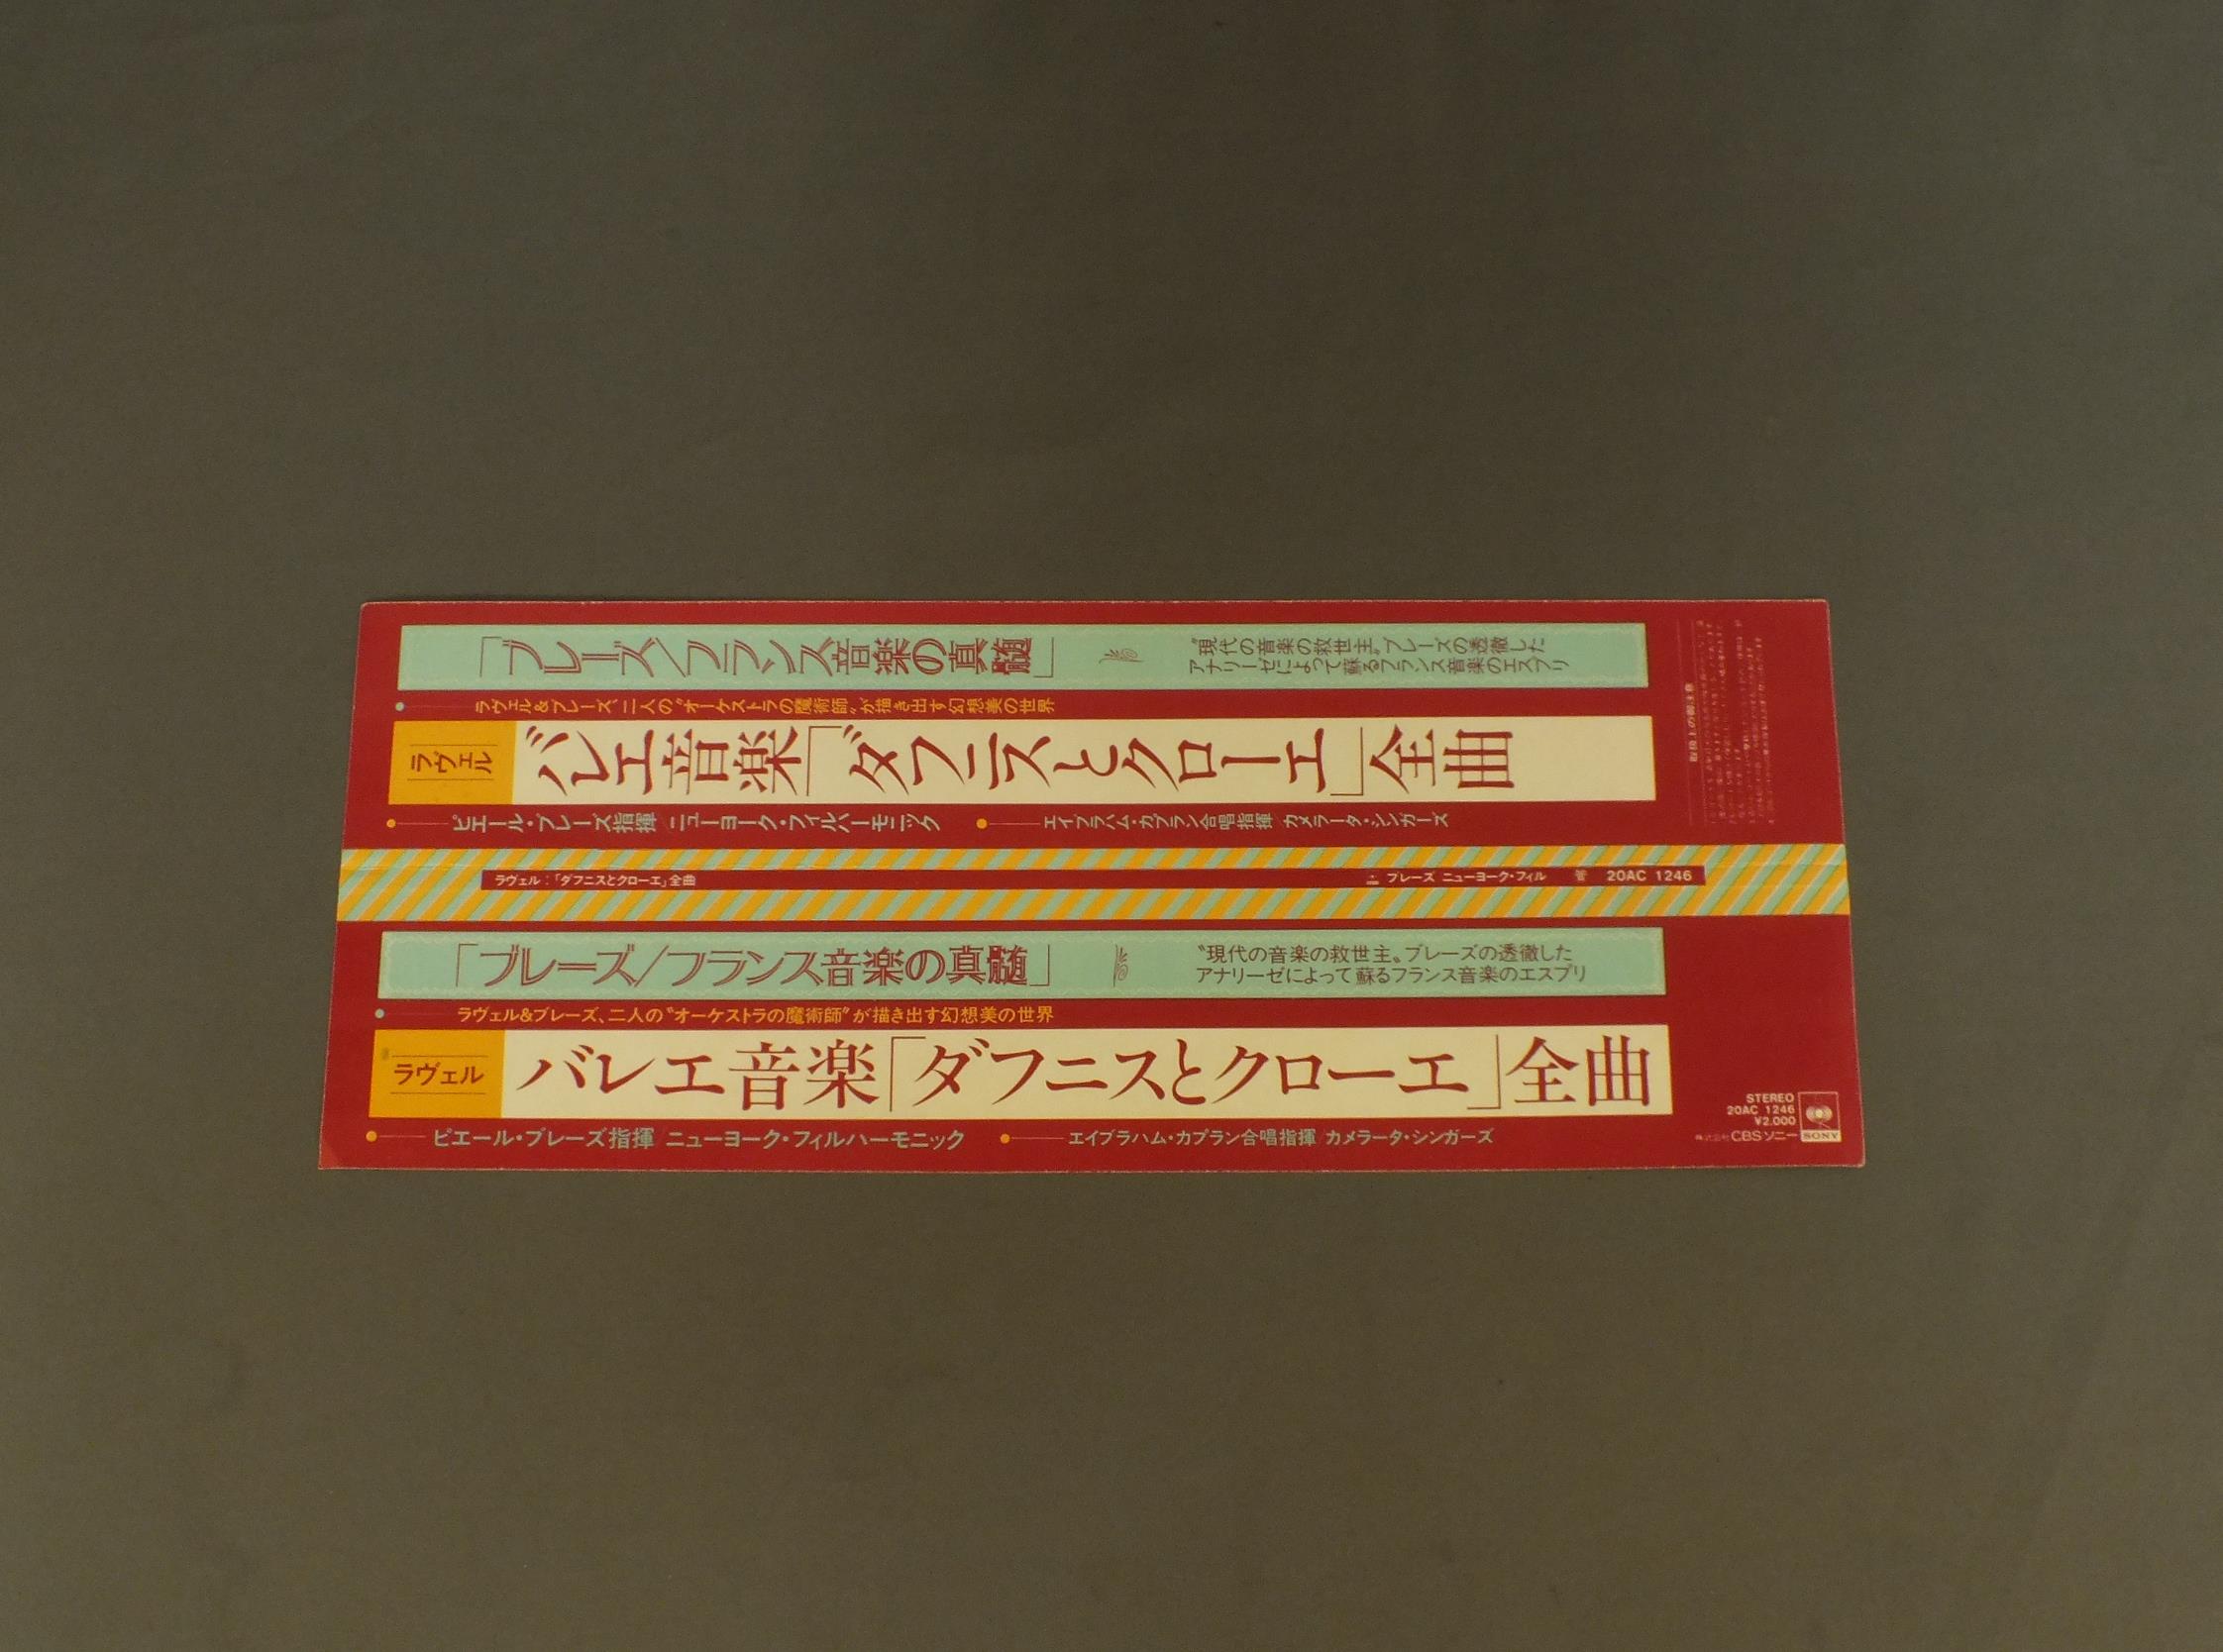 「ブレーズ/フランス音楽の真髄」
〝現代の音楽の救世主〟ブレーズの透徹した
アナリーゼによって蘇るフランス音楽のエスプリ
ラヴェル&ブレーズ、二人の〝オーケストラの魔術師〟が描き出す幻想美の世界
ラヴェル
バレエ音楽「ダフニスとクローエ」全曲
ピエール・ブレーズ指揮 ニューヨーク・フィルハーモニック
エイブラハム・カプラン合唱指揮 カメラータ・シンガーズ
取扱上の御注意
ラヴェル:「ダフニスとクローエ」全曲
ブレーズ ニューヨーク・フィル 管 20AC 1246
「ブレーズ/フランス音楽の真髄」
〝現代の音楽の救世主〟ブレーズの透徹した
アナリーゼによって蘇るフランス音楽のエスプリ
ラヴェル&ブレーズ、二人の〝オーケストラの魔術師〟が描き出す幻想美の世界
ラヴェル
バレエ音楽「ダフニスとクローエ」全曲
ピエール・ブレーズ指揮 ニューヨーク・フィルハーモニック
エイブラハム・カプラン合唱指揮 カメラータ・シンガーズ
STEREO
20AC 1246
¥2,000
株式会社 CBSソニー
SONY